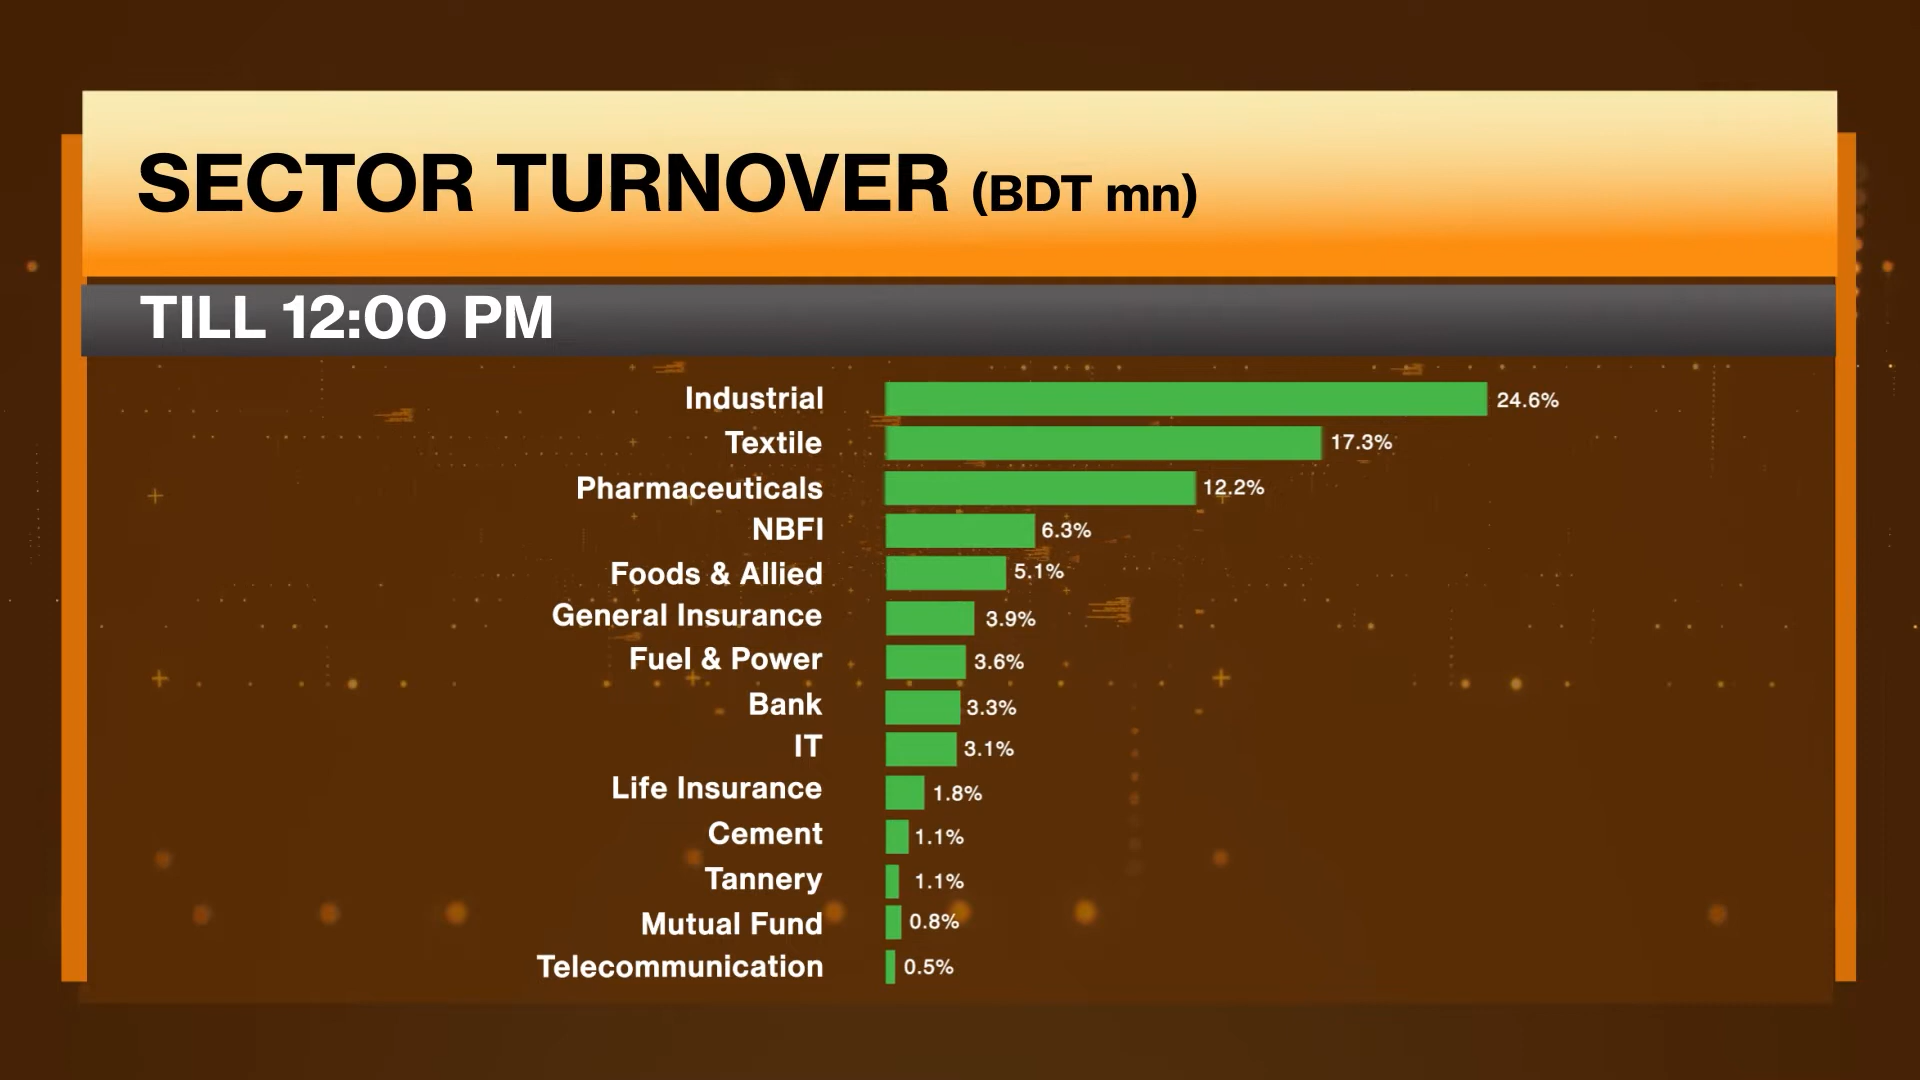 SECTOR TURNOVER (BDT mn)
TILL 12:00 PM
Industrial 24.6%
Textile 17.3%
Pharmaceuticals 12.2%
NBFI 6.3%
Foods & Allied 5.1%
General Insurance 3.9%
Fuel & Power 3.6%
Bank 3.3%
IT 3.1%
Life Insurance 1.8%
Cement 1.1%
Tannery 1.1%
Mutual Fund 0.8%
Telecommunication 0.5%